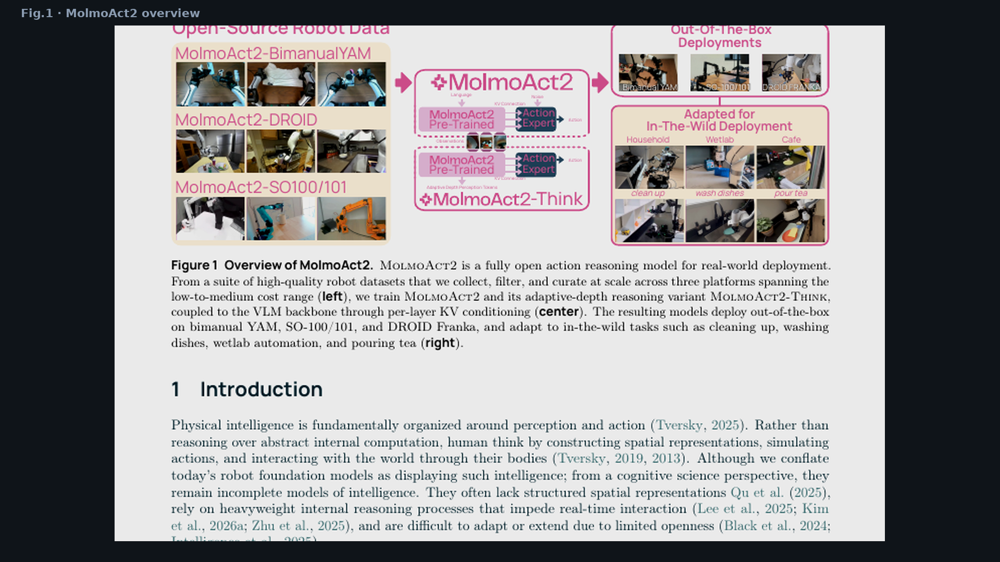 Fig.1 · MolmoAct2 overview
Open-Source Robot Data
MolmoAct2-BimanualYAM
MolmoAct2-DROID
MolmoAct2-SO100/101
MolmoAct2
Language
Noise
KV Connection
MolmoAct2
Pre-Trained
Action
Expert
Action
Observations
MolmoAct2
Pre-Trained
Action
Expert
Action
KV Connection
Adaptive Depth Perception Tokens
MolmoAct2-Think
Out-Of-The-Box
Deployments
Bimanual YAM
SO-100/101
DROID FRANKA
Adapted for
In-The-Wild Deployment
Household
Wetlab
Cafe
clean up
wash dishes
pour tea
Figure 1 Overview of MolmoAct2. MolmoAct2 is a fully open action reasoning model for real-world deployment.
From a suite of high-quality robot datasets that we collect, filter, and curate at scale across three platforms spanning the
low-to-medium cost range (left), we train MolmoAct2 and its adaptive-depth reasoning variant MolmoAct2-Think,
coupled to the VLM backbone through per-layer KV conditioning (center). The resulting models deploy out-of-the-box
on bimanual YAM, SO-100/101, and DROID Franka, and adapt to in-the-wild tasks such as cleaning up, washing
dishes, wetlab automation, and pouring tea (right).
1 Introduction
Physical intelligence is fundamentally organized around perception and action (Tversky, 2025). Rather than
reasoning over abstract internal computation, human think by constructing spatial representations, simulating
actions, and interacting with the world through their bodies (Tversky, 2019, 2013). Although we conflate
today's robot foundation models as displaying such intelligence; from a cognitive science perspective, they
remain incomplete models of intelligence. They often lack structured spatial representations Qu et al. (2025),
rely on heavyweight internal reasoning processes that impede real-time interaction (Lee et al., 2025; Kim
et al., 2026a; Zhu et al., 2025), and are difficult to adapt or extend due to limited openness (Black et al., 2024;
Intelligence et al., 2025)